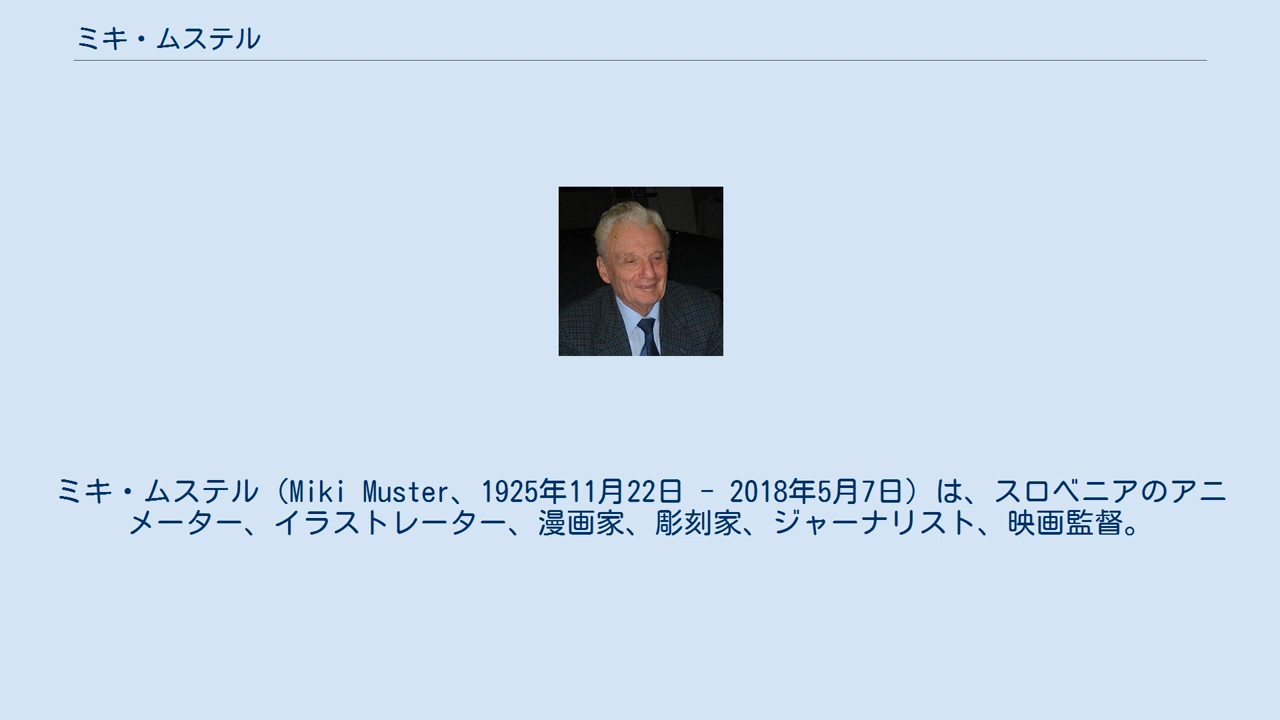 ミキ・ムステル
ミキ・ムステル（Miki Muster、1925年11月22日 - 2018年5月7日）は、スロベニアのアニ
メーター、イラストレーター、漫画家、彫刻家、ジャーナリスト、映画監督。